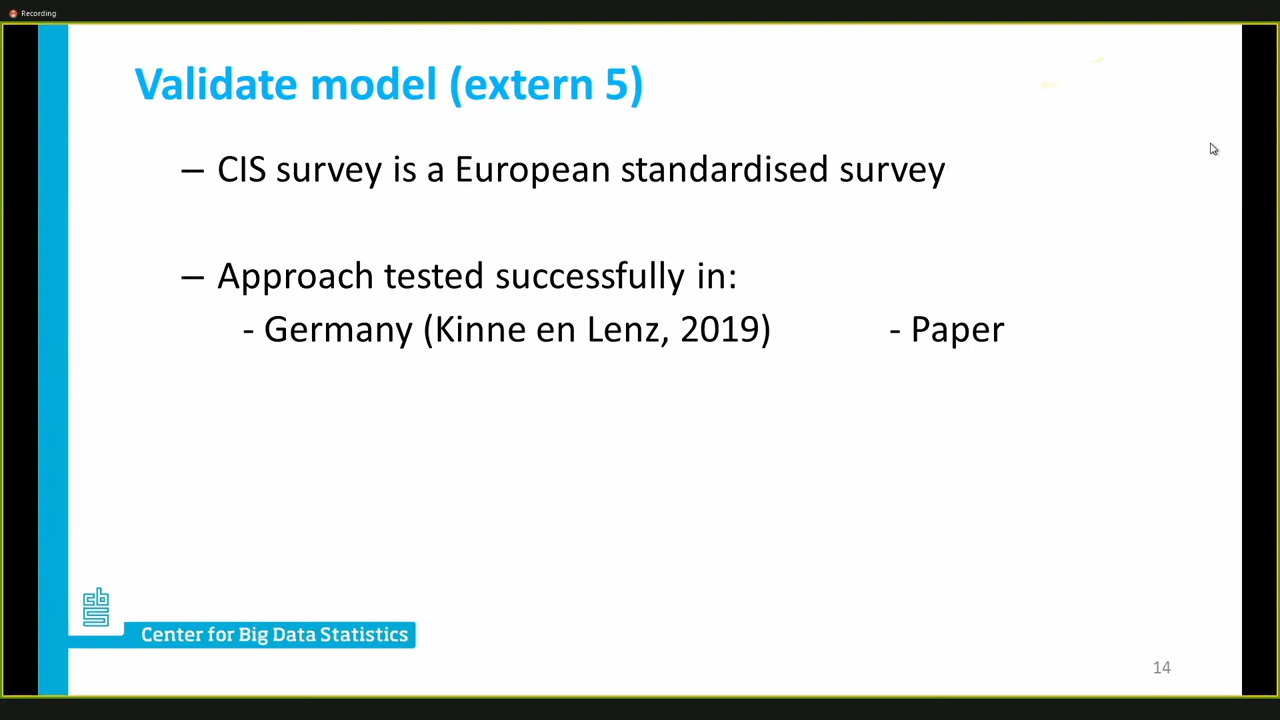 Recording
Validate model (extern 5)
– CIS survey is a European standardised survey
– Approach tested successfully in:
- Germany (Kinne en Lenz, 2019) - Paper
cbs
Center for Big Data Statistics
14